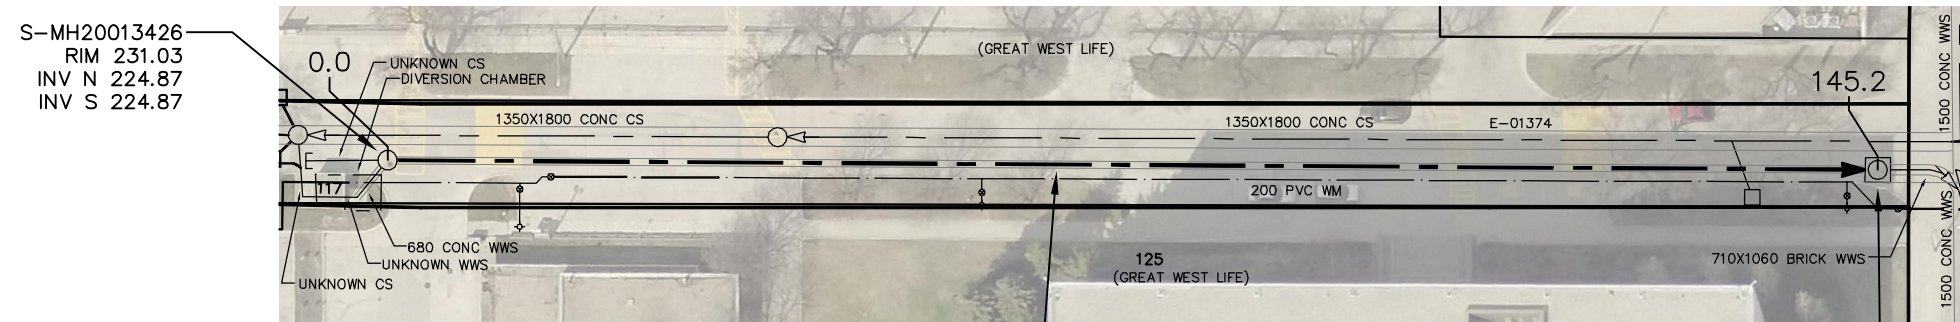 S-MH20013426
RIM 231.03
INV N 224.87
INV S 224.87
0.0
UNKNOWN CS
DIVERSION CHAMBER
(GREAT WEST LIFE)
145.2
1350X1800 CONC CS
1350X1800 CONC CS
E-01374
1500 CONC WWS
117
200 PVC WM
680 CONC WWS
UNKNOWN WWS
UNKNOWN CS
125
(GREAT WEST LIFE)
710X1060 BRICK WWS
1500 CONC WWS